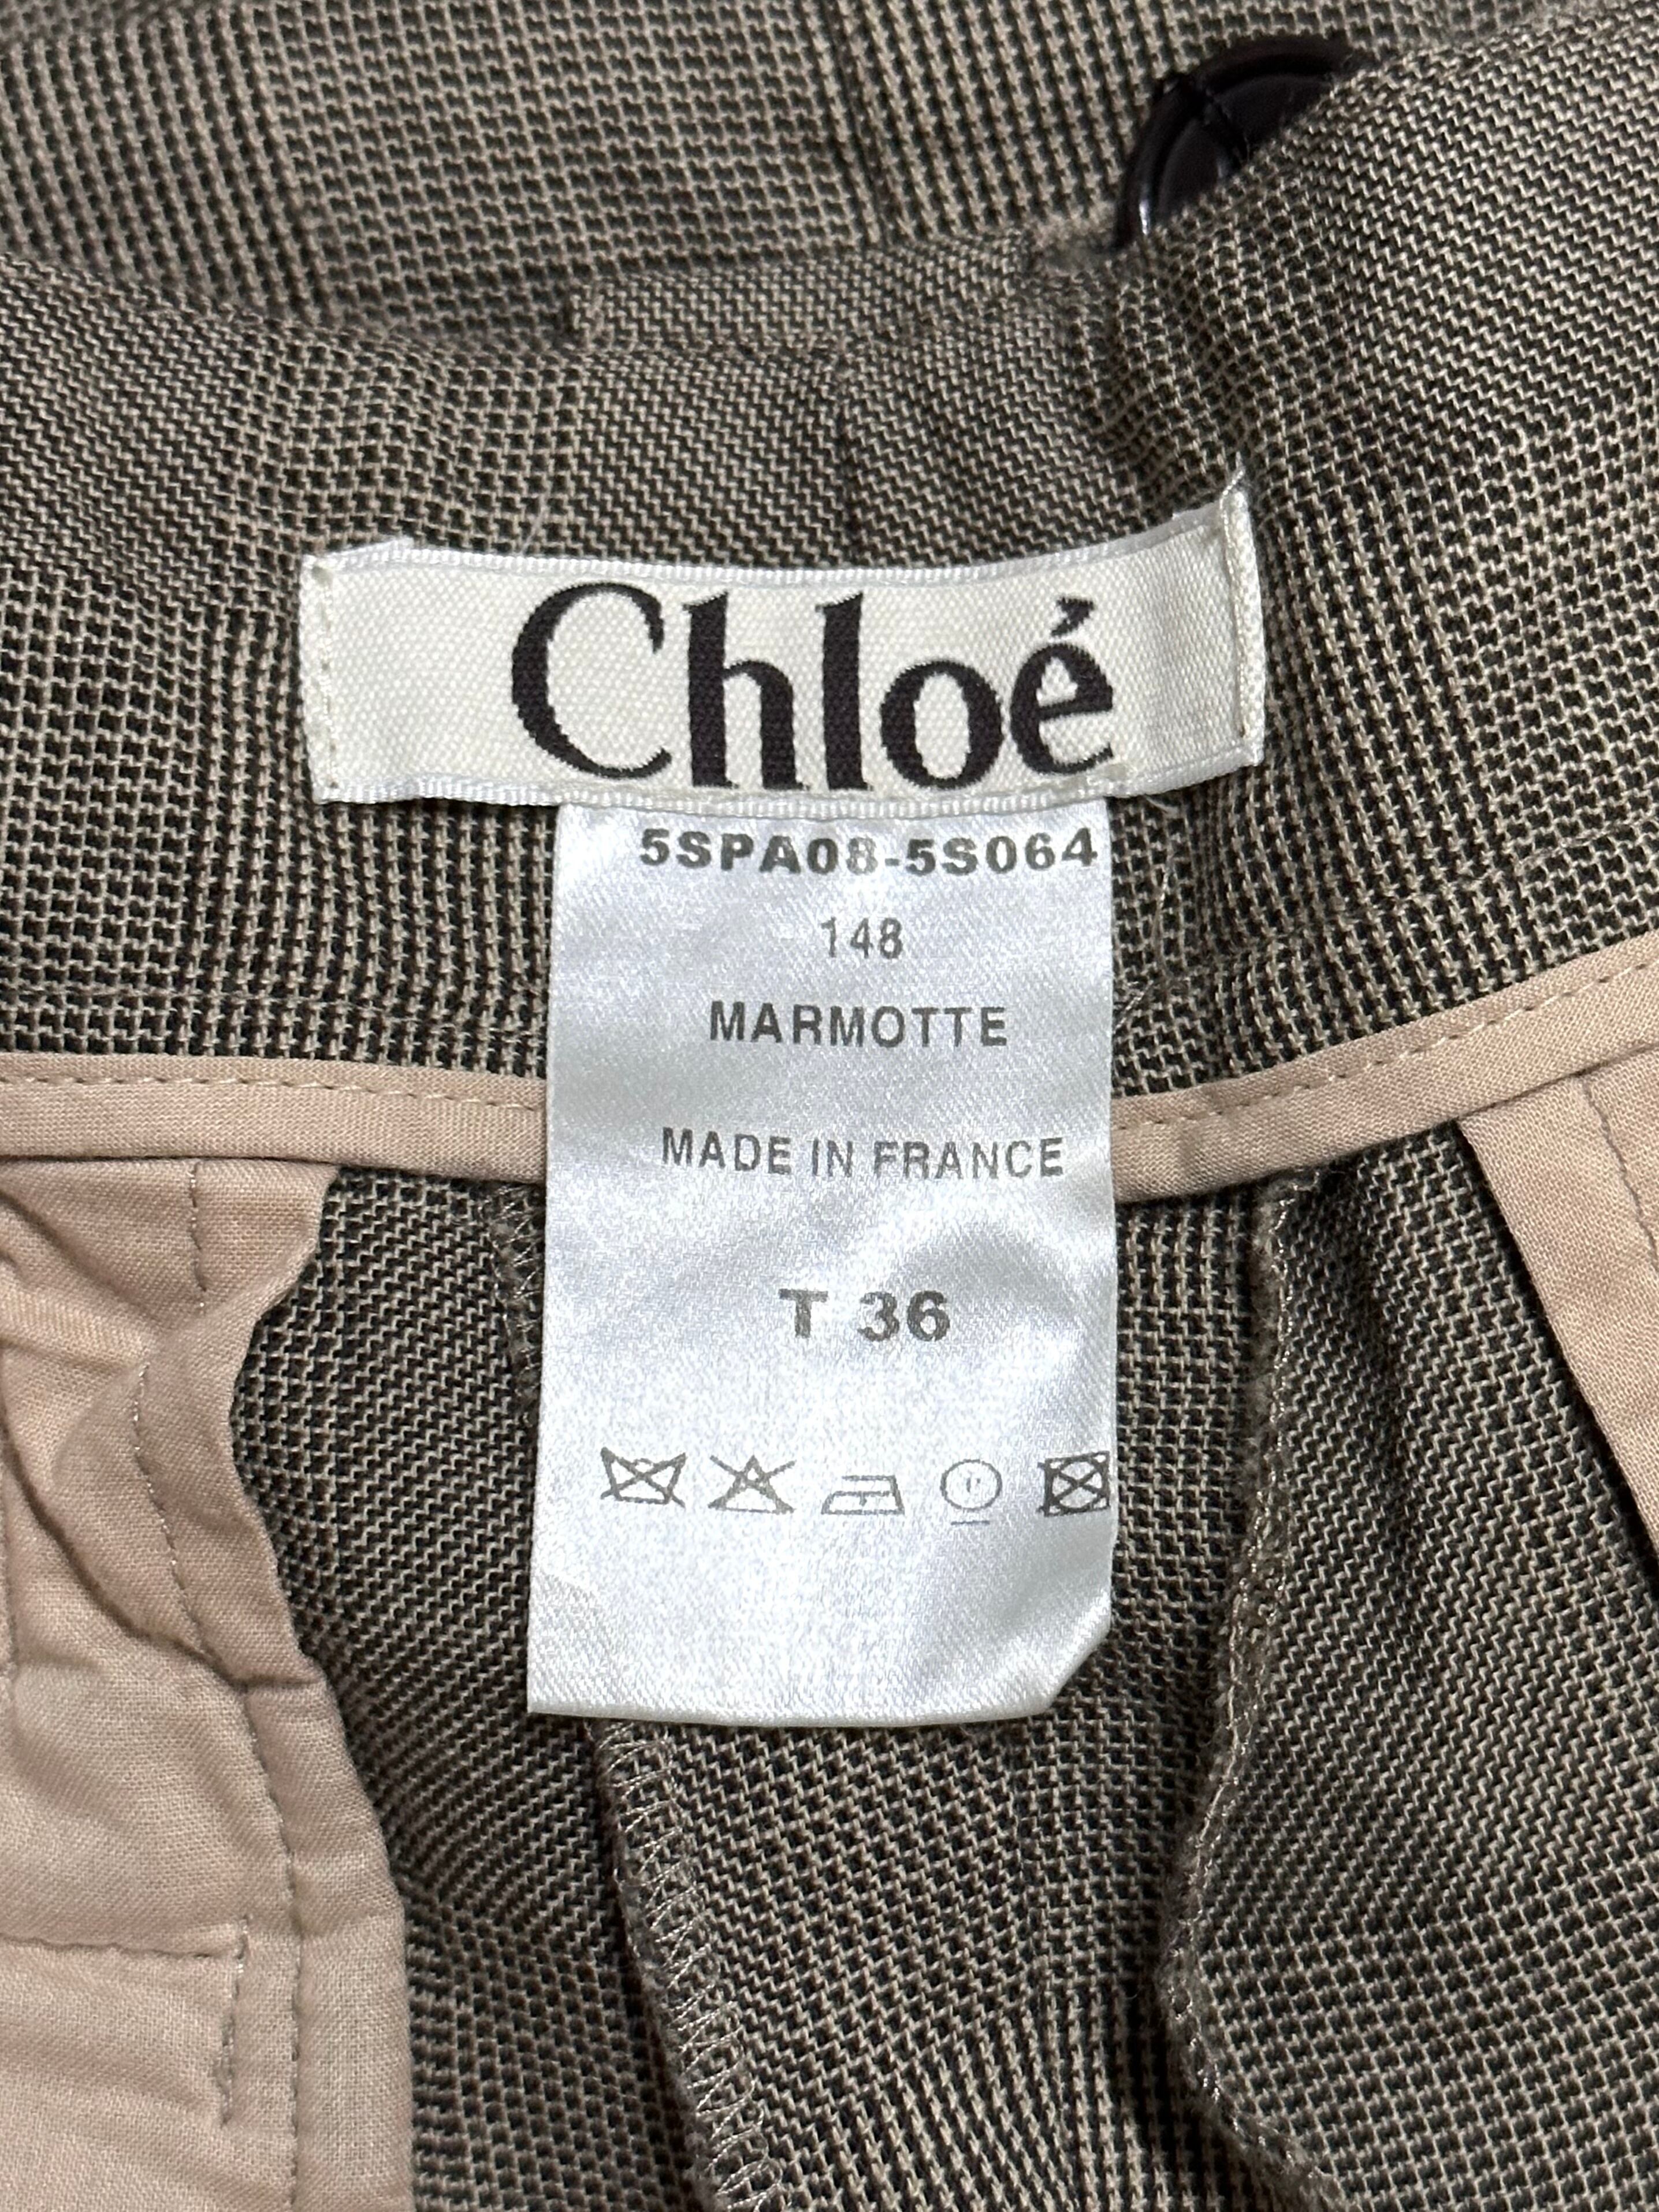 Chloé
5SPA08-5S064
148
MARMOTTE
MADE IN FRANCE
T 36